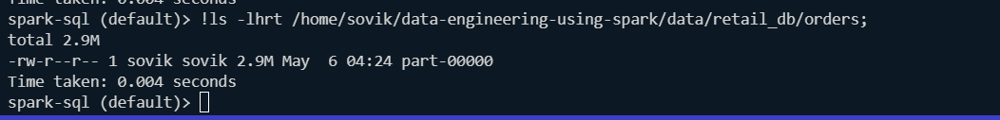 Time taken: 0.004 seconds
spark-sql (default)> !ls -lhrt /home/sovik/data-engineering-using-spark/data/retail_db/orders;
total 2.9M
-rw-r--r-- 1 sovik sovik 2.9M May  6 04:24 part-00000
Time taken: 0.004 seconds
spark-sql (default)>